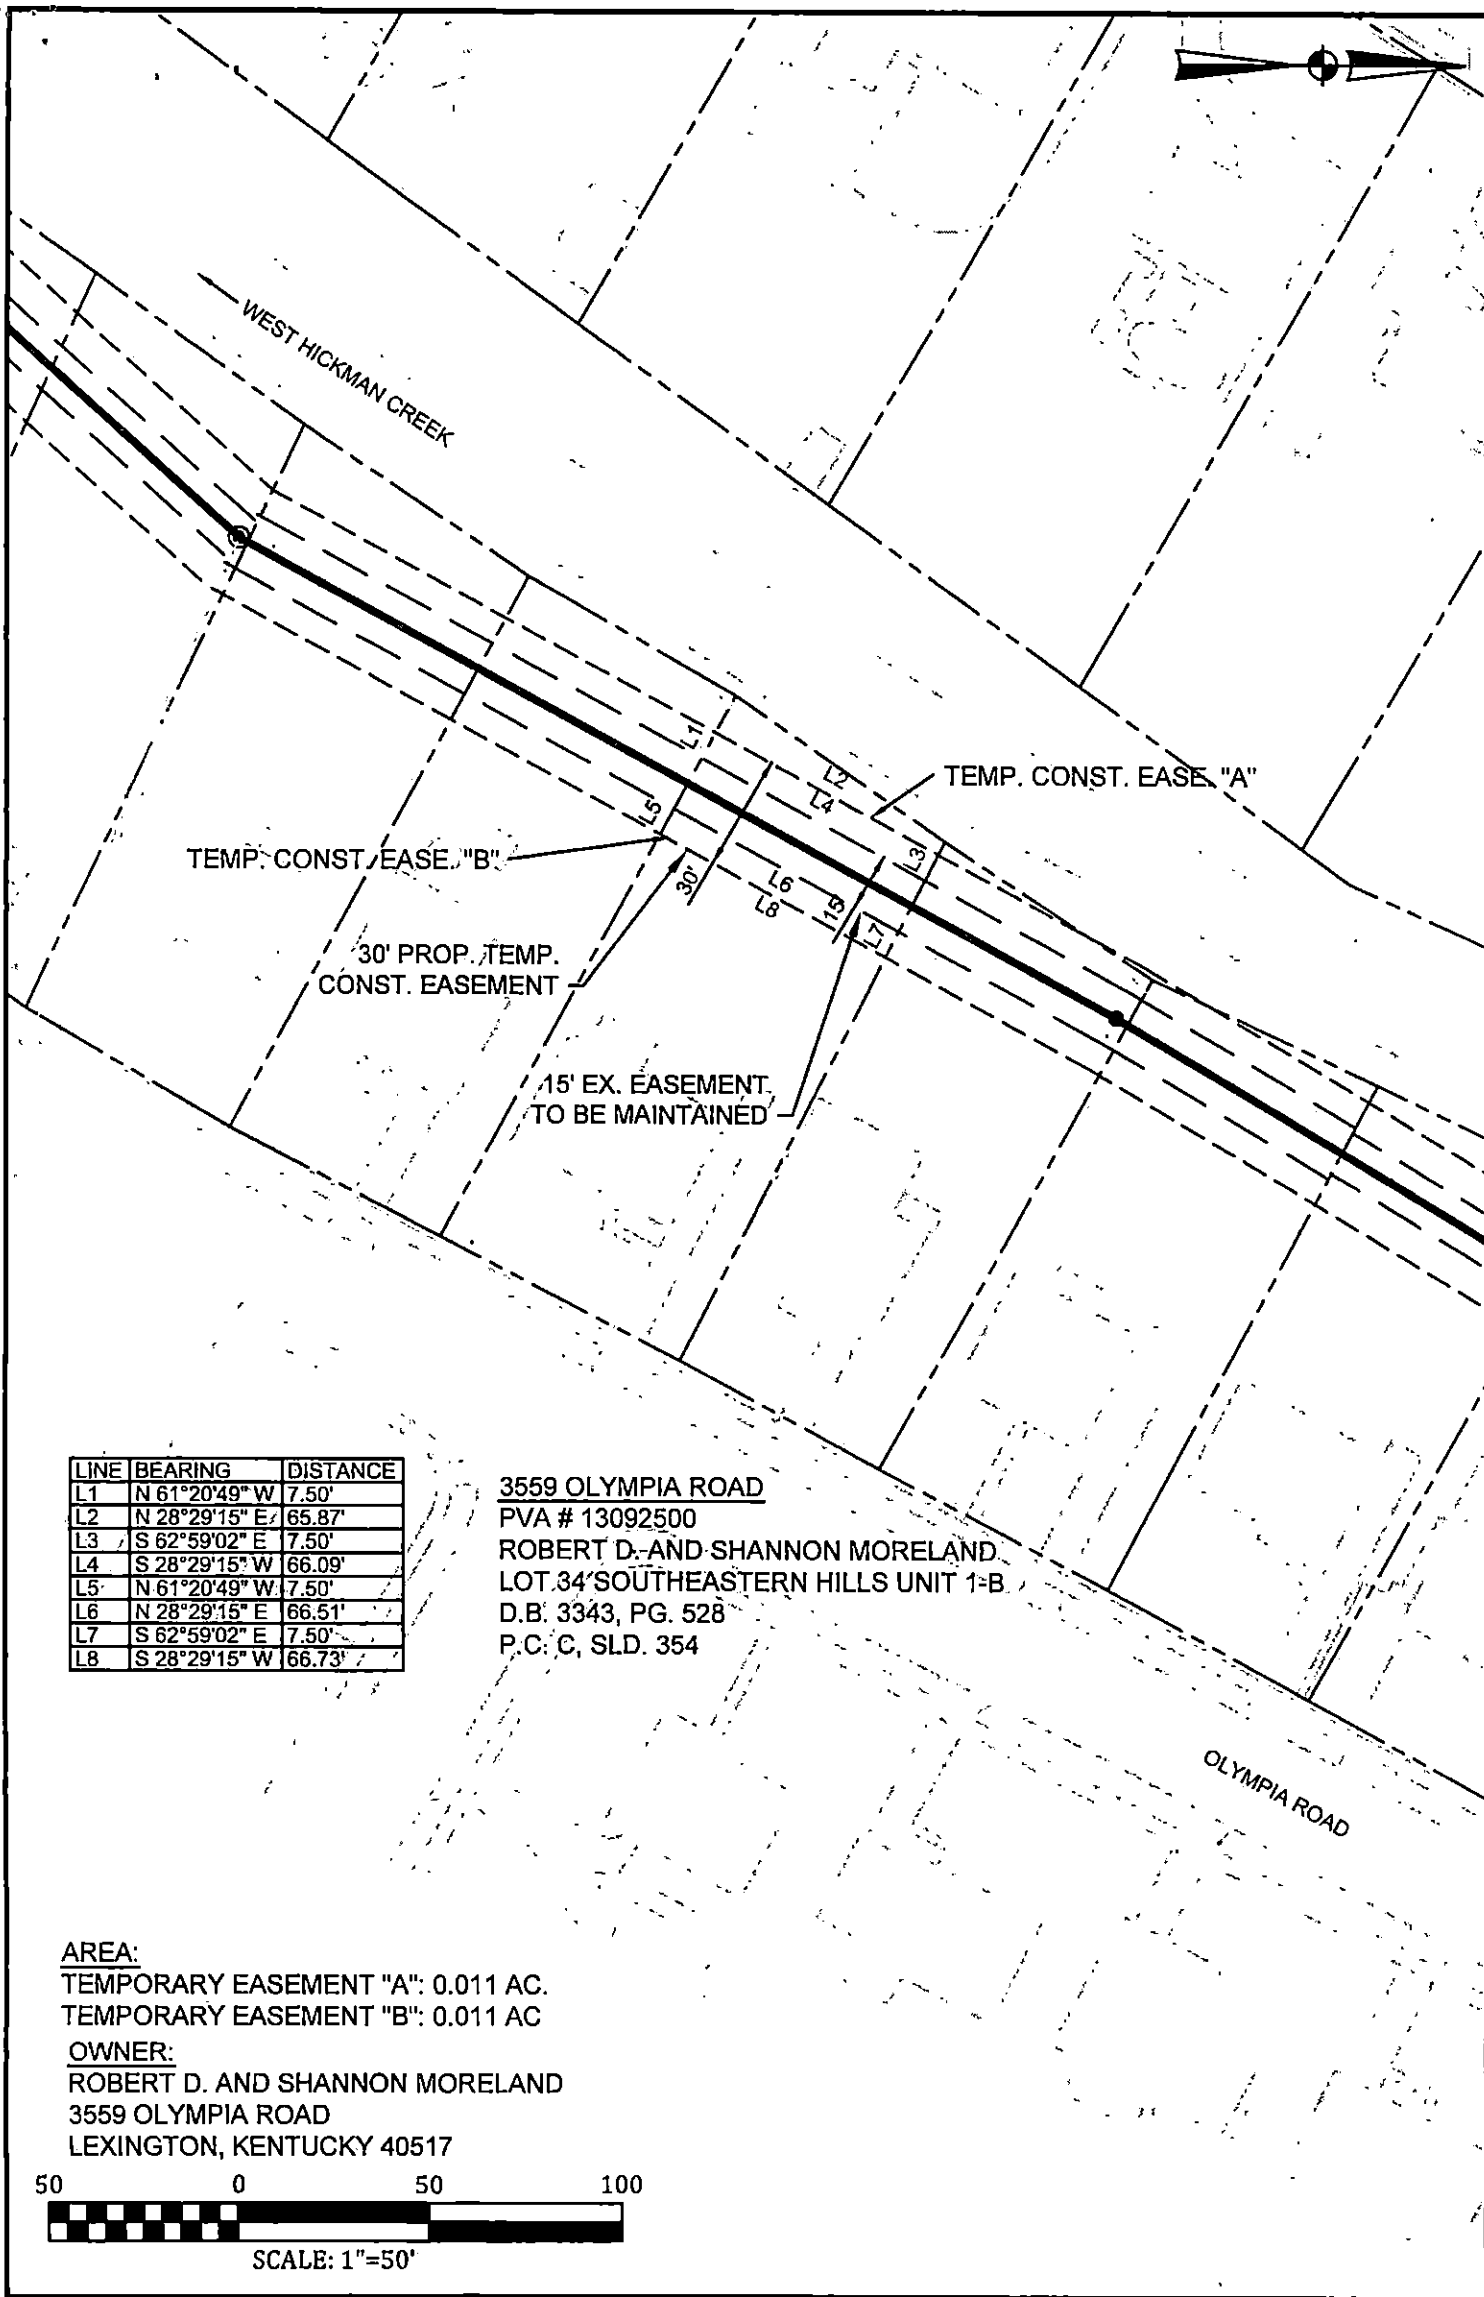 WEST HICKMAN CREEK
L1
L2
L4
TEMP. CONST. EASE. "A"
L5
L3
TEMP. CONST. EASE. "B"
30'
L6
L8
15'
L7
30' PROP. TEMP.
CONST. EASEMENT
15' EX. EASEMENT
TO BE MAINTAINED
LINE BEARING DISTANCE
L1 N 61°20'49" W 7.50'
L2 N 28°29'15" E 65.87'
L3 S 62°59'02" E 7.50'
L4 S 28°29'15" W 66.09'
L5 N 61°20'49" W 7.50'
L6 N 28°29'15" E 66.51'
L7 S 62°59'02" E 7.50'
L8 S 28°29'15" W 66.73'
3559 OLYMPIA ROAD
PVA # 13092500
ROBERT D. AND SHANNON MORELAND
LOT 34 SOUTHEASTERN HILLS UNIT 1-B
D.B. 3343, PG. 528
P.C. C, SLD. 354
OLYMPIA ROAD
AREA:
TEMPORARY EASEMENT "A": 0.011 AC.
TEMPORARY EASEMENT "B": 0.011 AC
OWNER:
ROBERT D. AND SHANNON MORELAND
3559 OLYMPIA ROAD
LEXINGTON, KENTUCKY 40517
50 0 50 100
SCALE: 1"=50'